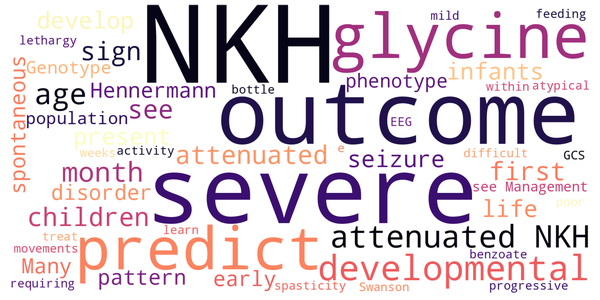 develop NKH glycine mild feeding
lethargy sign
Genotype age Hennermann bottle phenotype infants within atypical
spontaneous population see outcome EEG
present activity attenuated e seizure first GCS
weeks difficult
month severe see Management
disorder life poor
children predict attenuated NKH
movements treat learn
Many pattern early developmental benzoate
requiring spasticity Swanson progressive